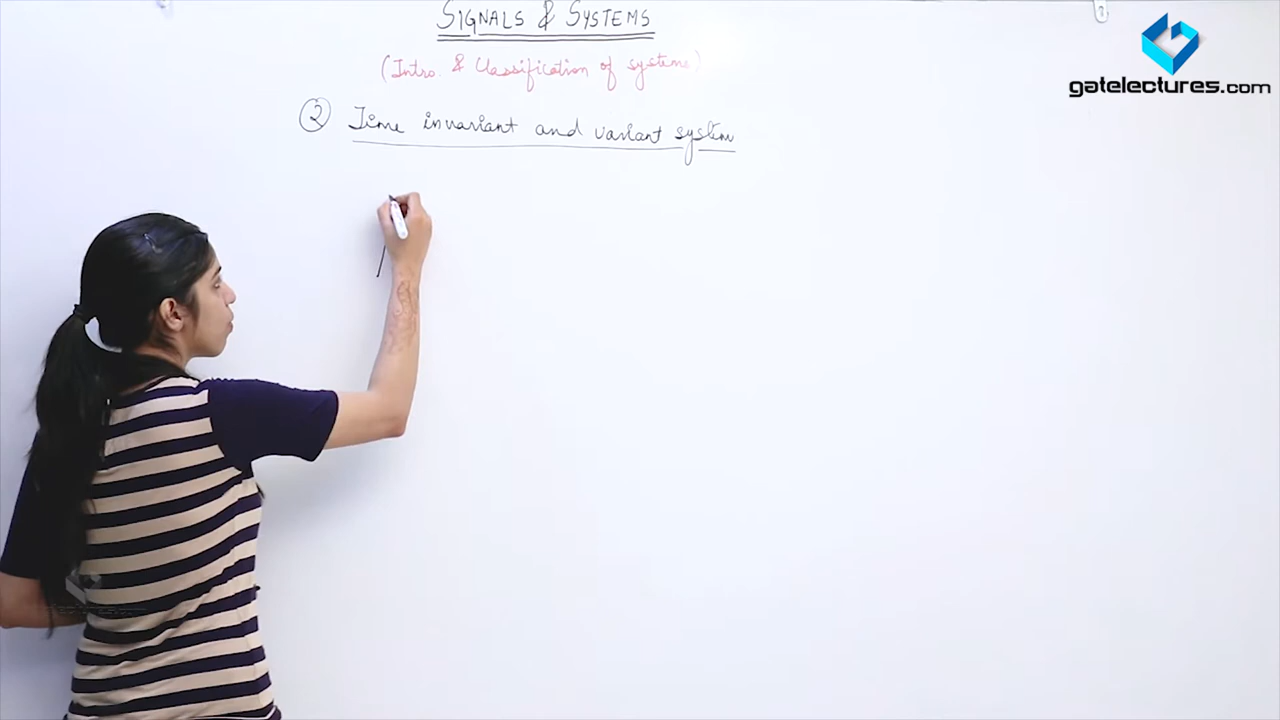 SIGNALS & SYSTEMS
(Intro. & Classification of systems)
② Time invariant and variant system
gatelectures.com